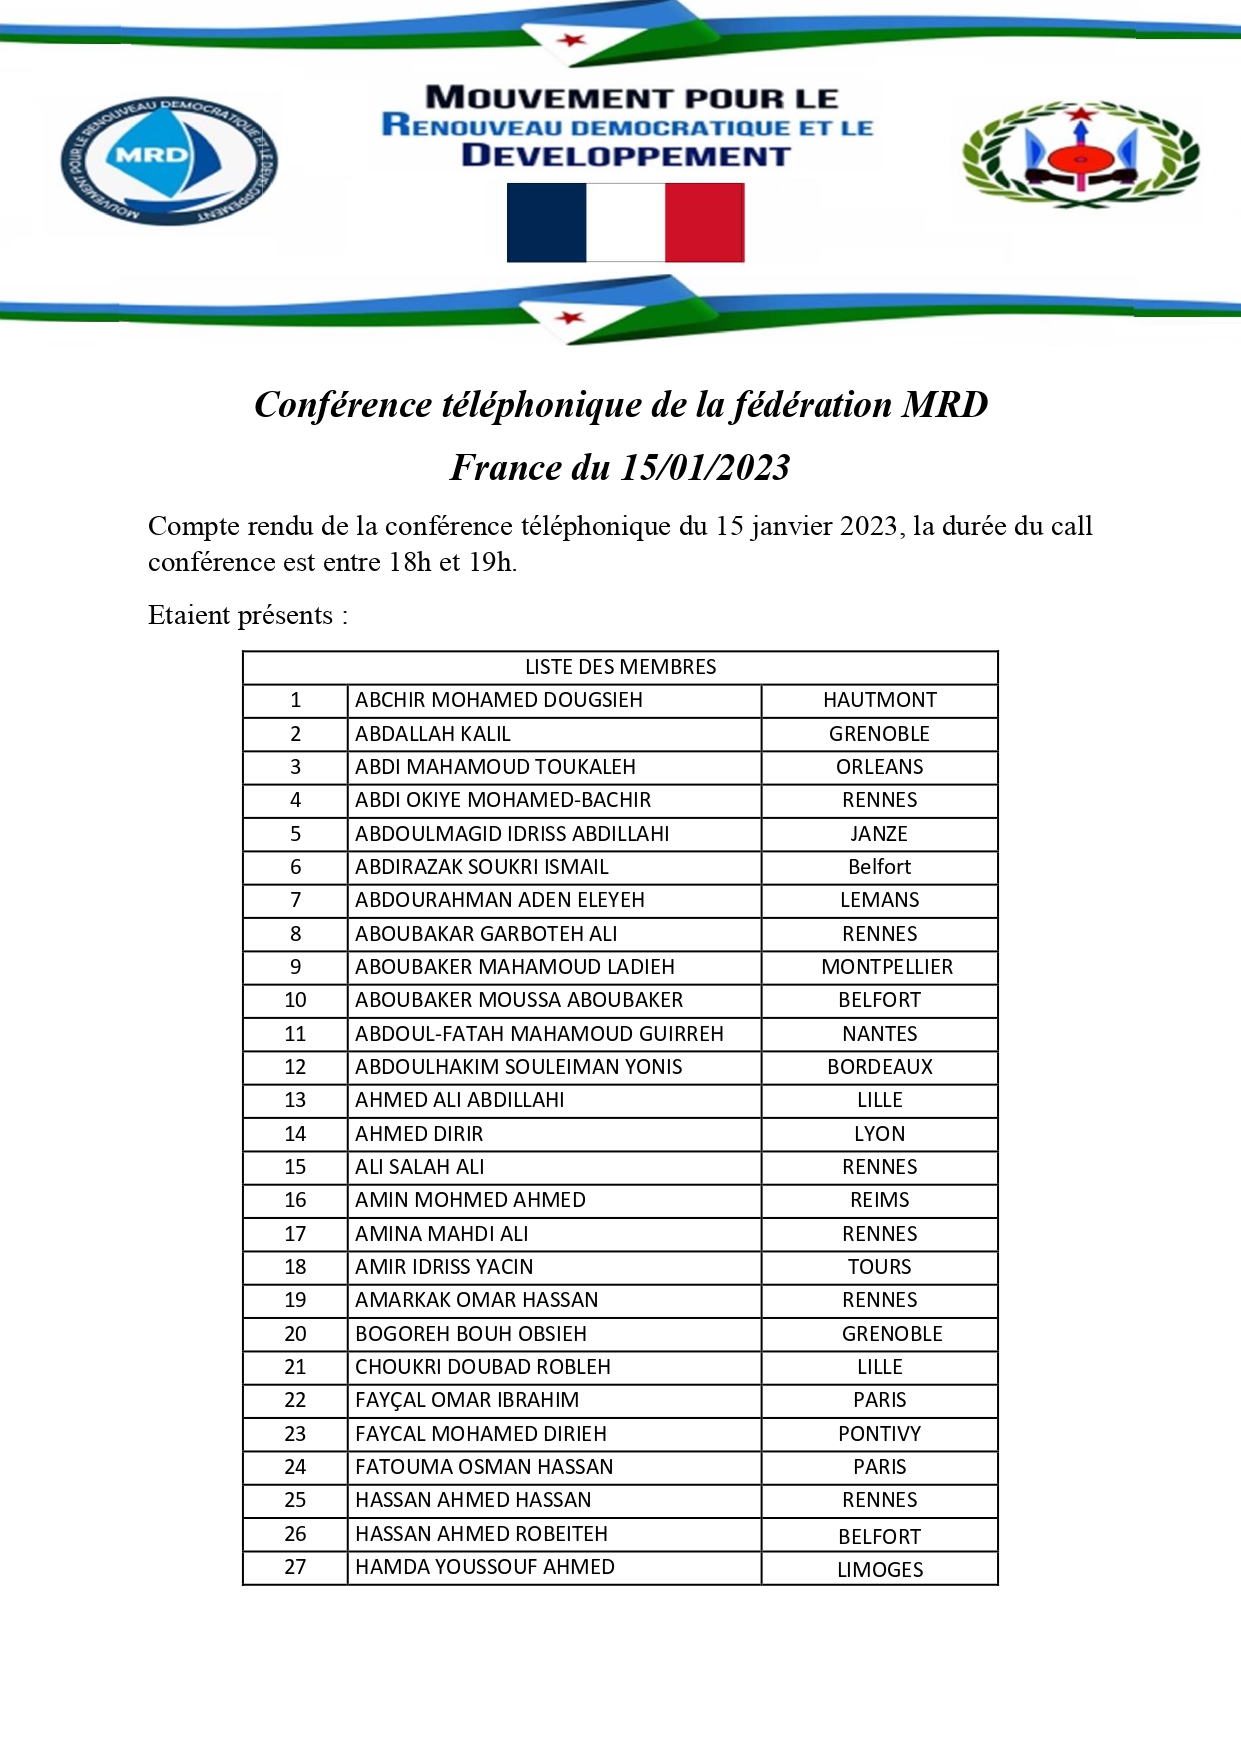 MOUVEMENT POUR LE
RENOUVEAU DEMOCRATIQUE ET LE
DEVELOPPEMENT
MOUVEMENT POUR LE RENOUVEAU DEMOCRATIQUE ET LE DEVELOPPEMENT
MRD
Conférence téléphonique de la fédération MRD
France du 15/01/2023
Compte rendu de la conférence téléphonique du 15 janvier 2023, la durée du call
conférence est entre 18h et 19h.
Etaient présents :
LISTE DES MEMBRES
1 ABCHIR MOHAMED DOUGSIEH HAUTMONT
2 ABDALLAH KALIL GRENOBLE
3 ABDI MAHAMOUD TOUKALEH ORLEANS
4 ABDI OKIYE MOHAMED-BACHIR RENNES
5 ABDOULMAGID IDRISS ABDILLAHI JANZE
6 ABDIRAZAK SOUKRI ISMAIL Belfort
7 ABDOURAHMAN ADEN ELEYEH LEMANS
8 ABOUBAKAR GARBOTEH ALI RENNES
9 ABOUBAKER MAHAMOUD LADIEH MONTPELLIER
10 ABOUBAKER MOUSSA ABOUBAKER BELFORT
11 ABDOUL-FATAH MAHAMOUD GUIRREH NANTES
12 ABDOULHAKIM SOULEIMAN YONIS BORDEAUX
13 AHMED ALI ABDILLAHI LILLE
14 AHMED DIRIR LYON
15 ALI SALAH ALI RENNES
16 AMIN MOHMED AHMED REIMS
17 AMINA MAHDI ALI RENNES
18 AMIR IDRISS YACIN TOURS
19 AMARKAK OMAR HASSAN RENNES
20 BOGOREH BOUH OBSIEH GRENOBLE
21 CHOUKRI DOUBAD ROBLEH LILLE
22 FAYÇAL OMAR IBRAHIM PARIS
23 FAYCAL MOHAMED DIRIEH PONTIVY
24 FATOUMA OSMAN HASSAN PARIS
25 HASSAN AHMED HASSAN RENNES
26 HASSAN AHMED ROBEITEH BELFORT
27 HAMDA YOUSSOUF AHMED LIMOGES